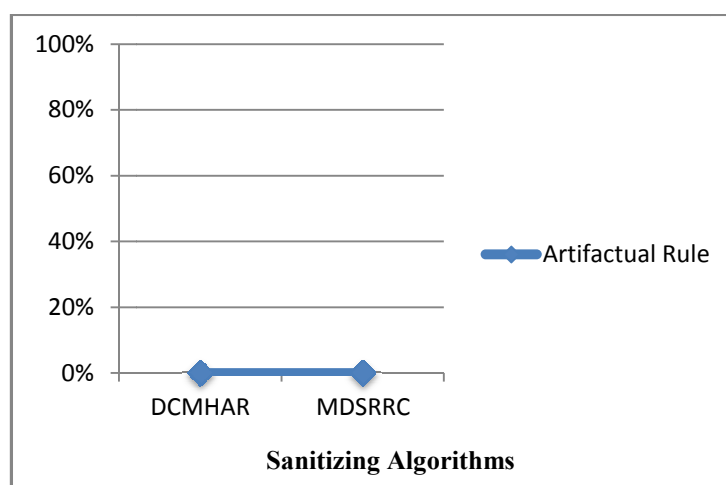 100%
80%
60%
40%
20%
0%
DCMHAR
MDSRRC
Artifactual Rule
Sanitizing Algorithms